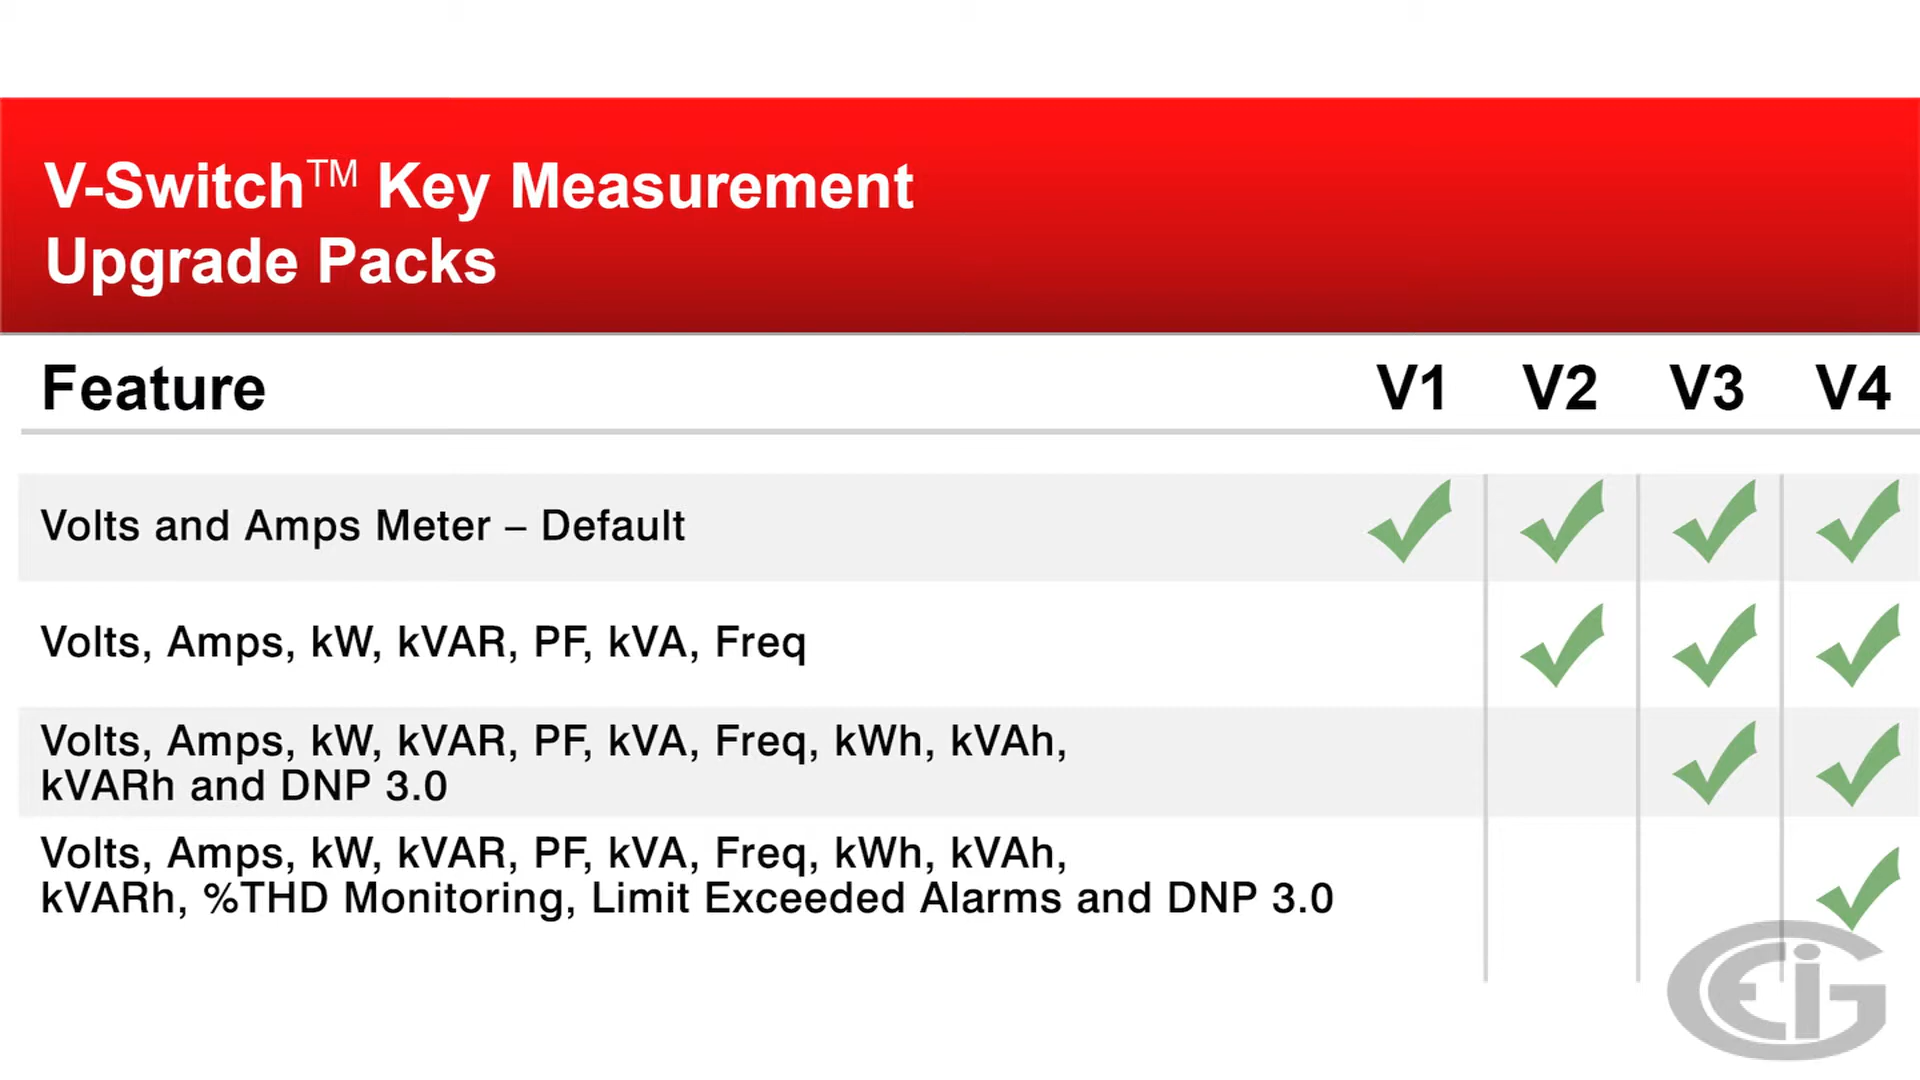 V-Switch™ Key Measurement
Upgrade Packs
Feature V1 V2 V3 V4
Volts and Amps Meter – Default
Volts, Amps, kW, kVAR, PF, kVA, Freq
Volts, Amps, kW, kVAR, PF, kVA, Freq, kWh, kVAh,
kVARh and DNP 3.0
Volts, Amps, kW, kVAR, PF, kVA, Freq, kWh, kVAh,
kVARh, %THD Monitoring, Limit Exceeded Alarms and DNP 3.0
EiG